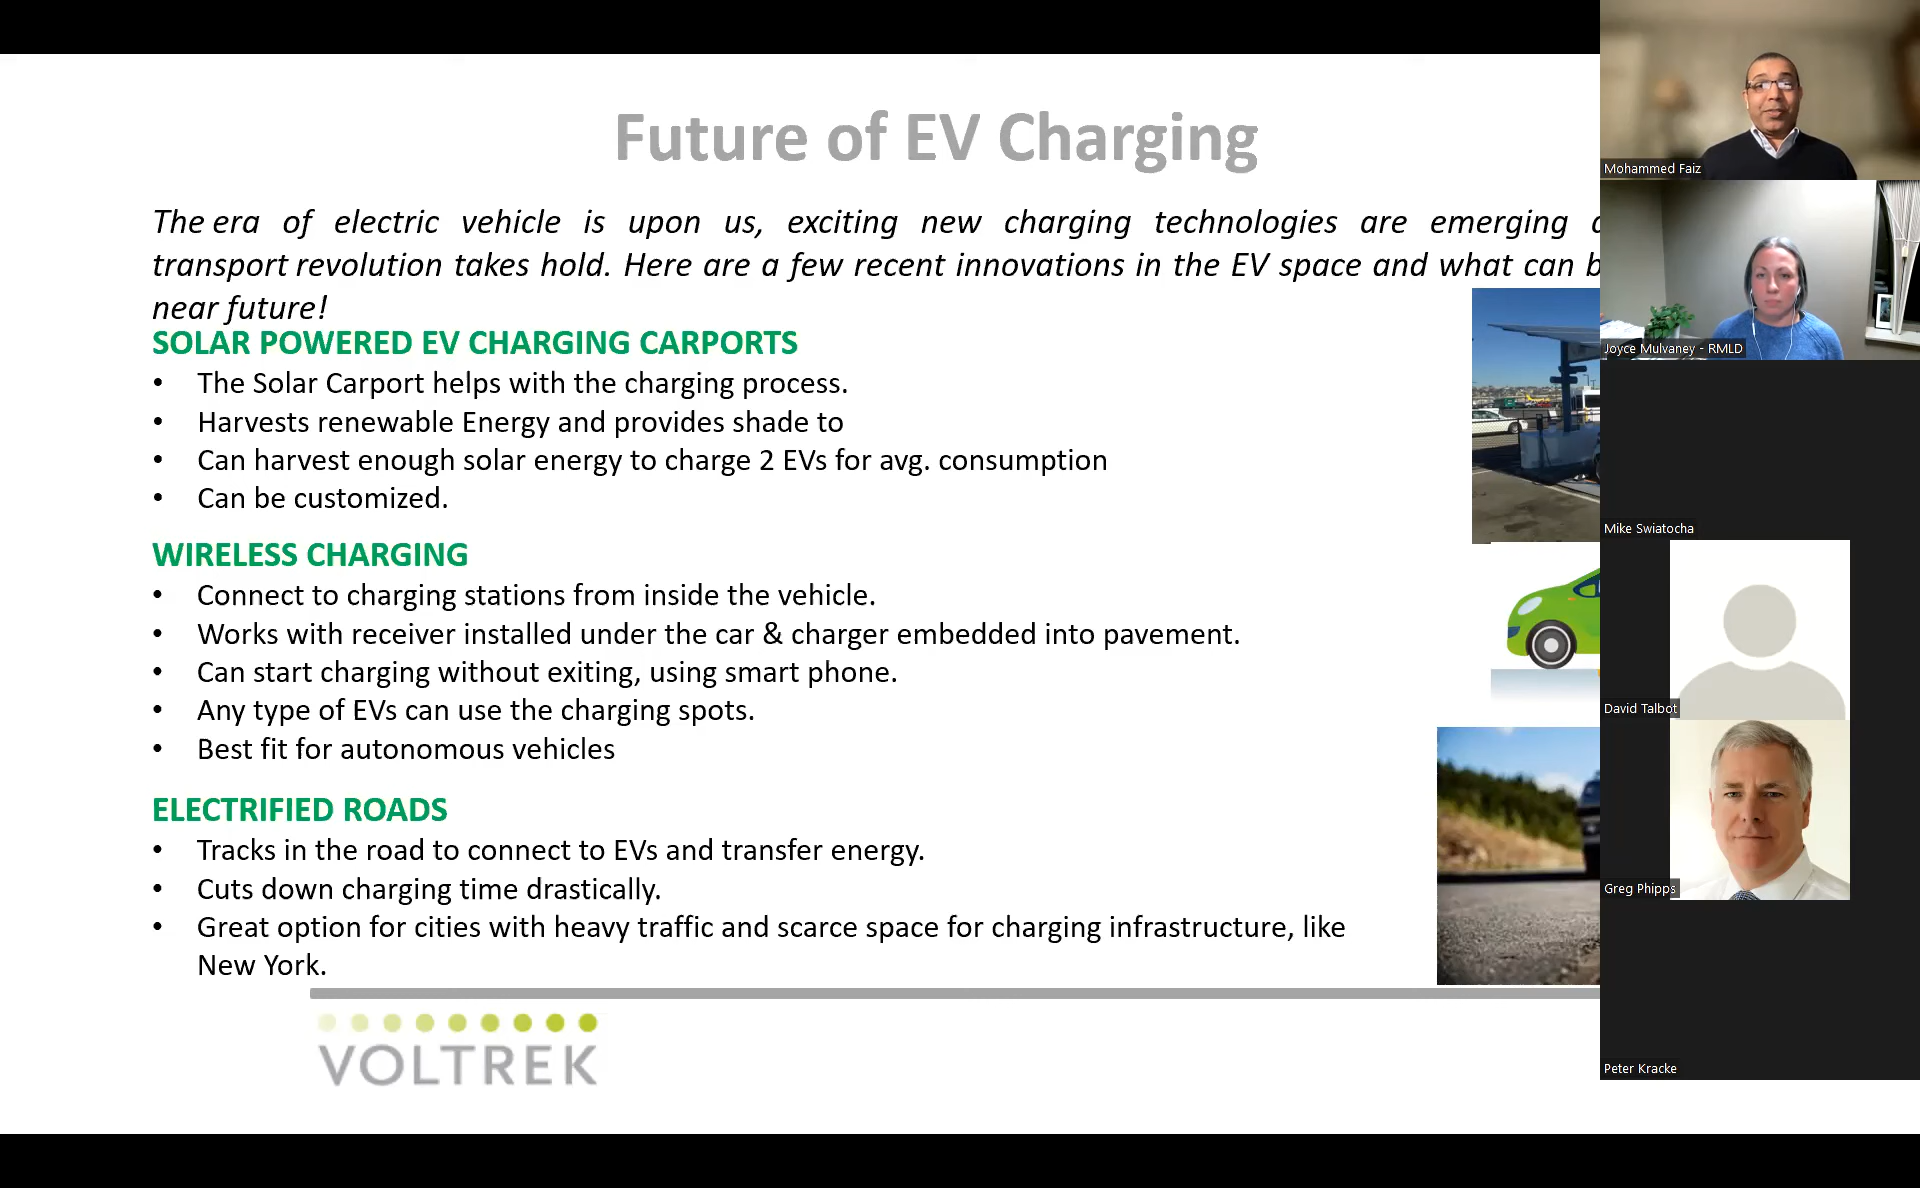 Future of EV Charging
The era of electric vehicle is upon us, exciting new charging technologies are emerging
transport revolution takes hold. Here are a few recent innovations in the EV space and what can
near future!
SOLAR POWERED EV CHARGING CARPORTS
• The Solar Carport helps with the charging process.
• Harvests renewable Energy and provides shade to
• Can harvest enough solar energy to charge 2 EVs for avg. consumption
• Can be customized.
WIRELESS CHARGING
• Connect to charging stations from inside the vehicle.
• Works with receiver installed under the car & charger embedded into pavement.
• Can start charging without exiting, using smart phone.
• Any type of EVs can use the charging spots.
• Best fit for autonomous vehicles
ELECTRIFIED ROADS
• Tracks in the road to connect to EVs and transfer energy.
• Cuts down charging time drastically.
• Great option for cities with heavy traffic and scarce space for charging infrastructure, like
New York.
VOLTREK
Mohammed Faiz
Joyce Mulvaney - RMLD
Mike Swiatocha
David Talbot
Greg Phipps
Peter Kracke